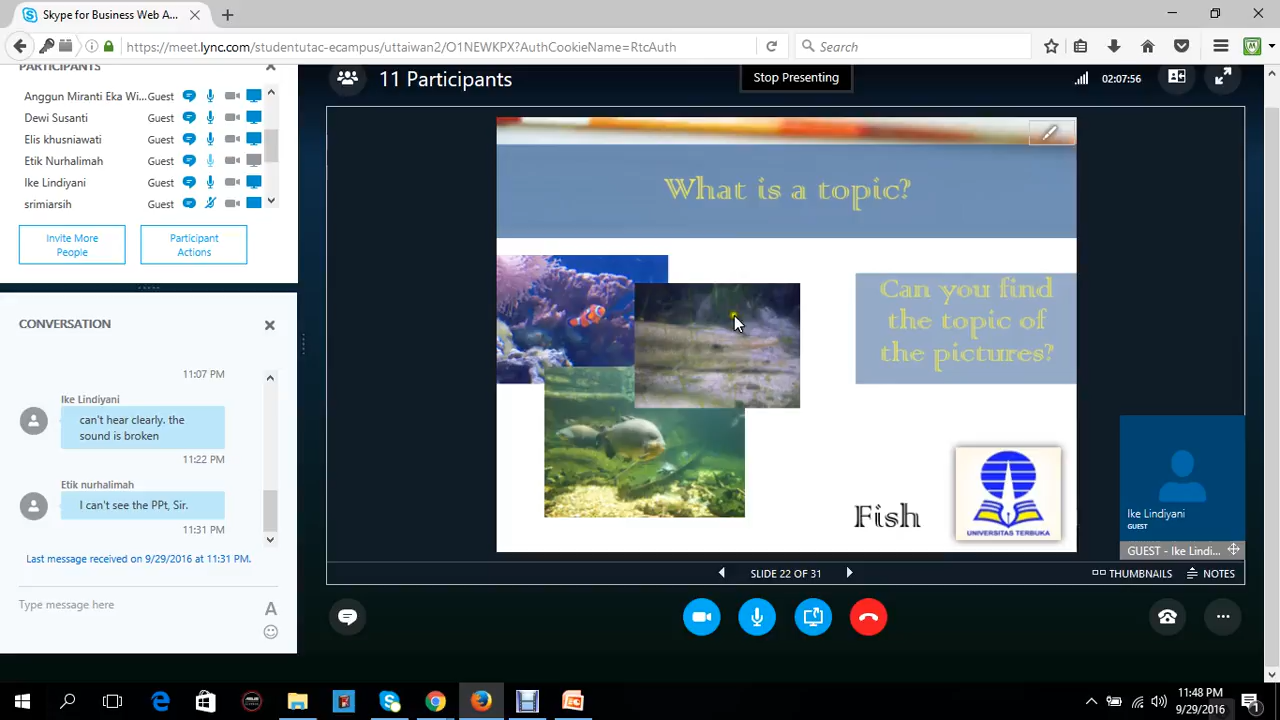 Skype for Business Web A...
https://meet.lync.com/studentutac-ecampus/uttaiwan2/O1NEWKPX?AuthCookieName=RtcAuth
Search
PARTICIPANTS
Anggun Miranti Eka Wi... Guest
Dewi Susanti Guest
Elis khusniawati Guest
Etik Nurhalimah Guest
Ike Lindiyani Guest
srimiarsih Guest
Invite More
People
Participant
Actions
CONVERSATION
11:07 PM
Ike Lindiyani
can't hear clearly. the
sound is broken
11:22 PM
Etik nurhalimah
I can't see the PPt, Sir.
11:31 PM
Last message received on 9/29/2016 at 11:31 PM.
Type message here
A
11 Participants
Stop Presenting
02:07:56
What is a topic?
Can you find
the topic of
the pictures?
Fish
UNIVERSITAS TERBUKA
Ike Lindiyani
GUEST
GUEST - Ike Lindi...
SLIDE 22 OF 31
THUMBNAILS
NOTES
11:48 PM
9/29/2016